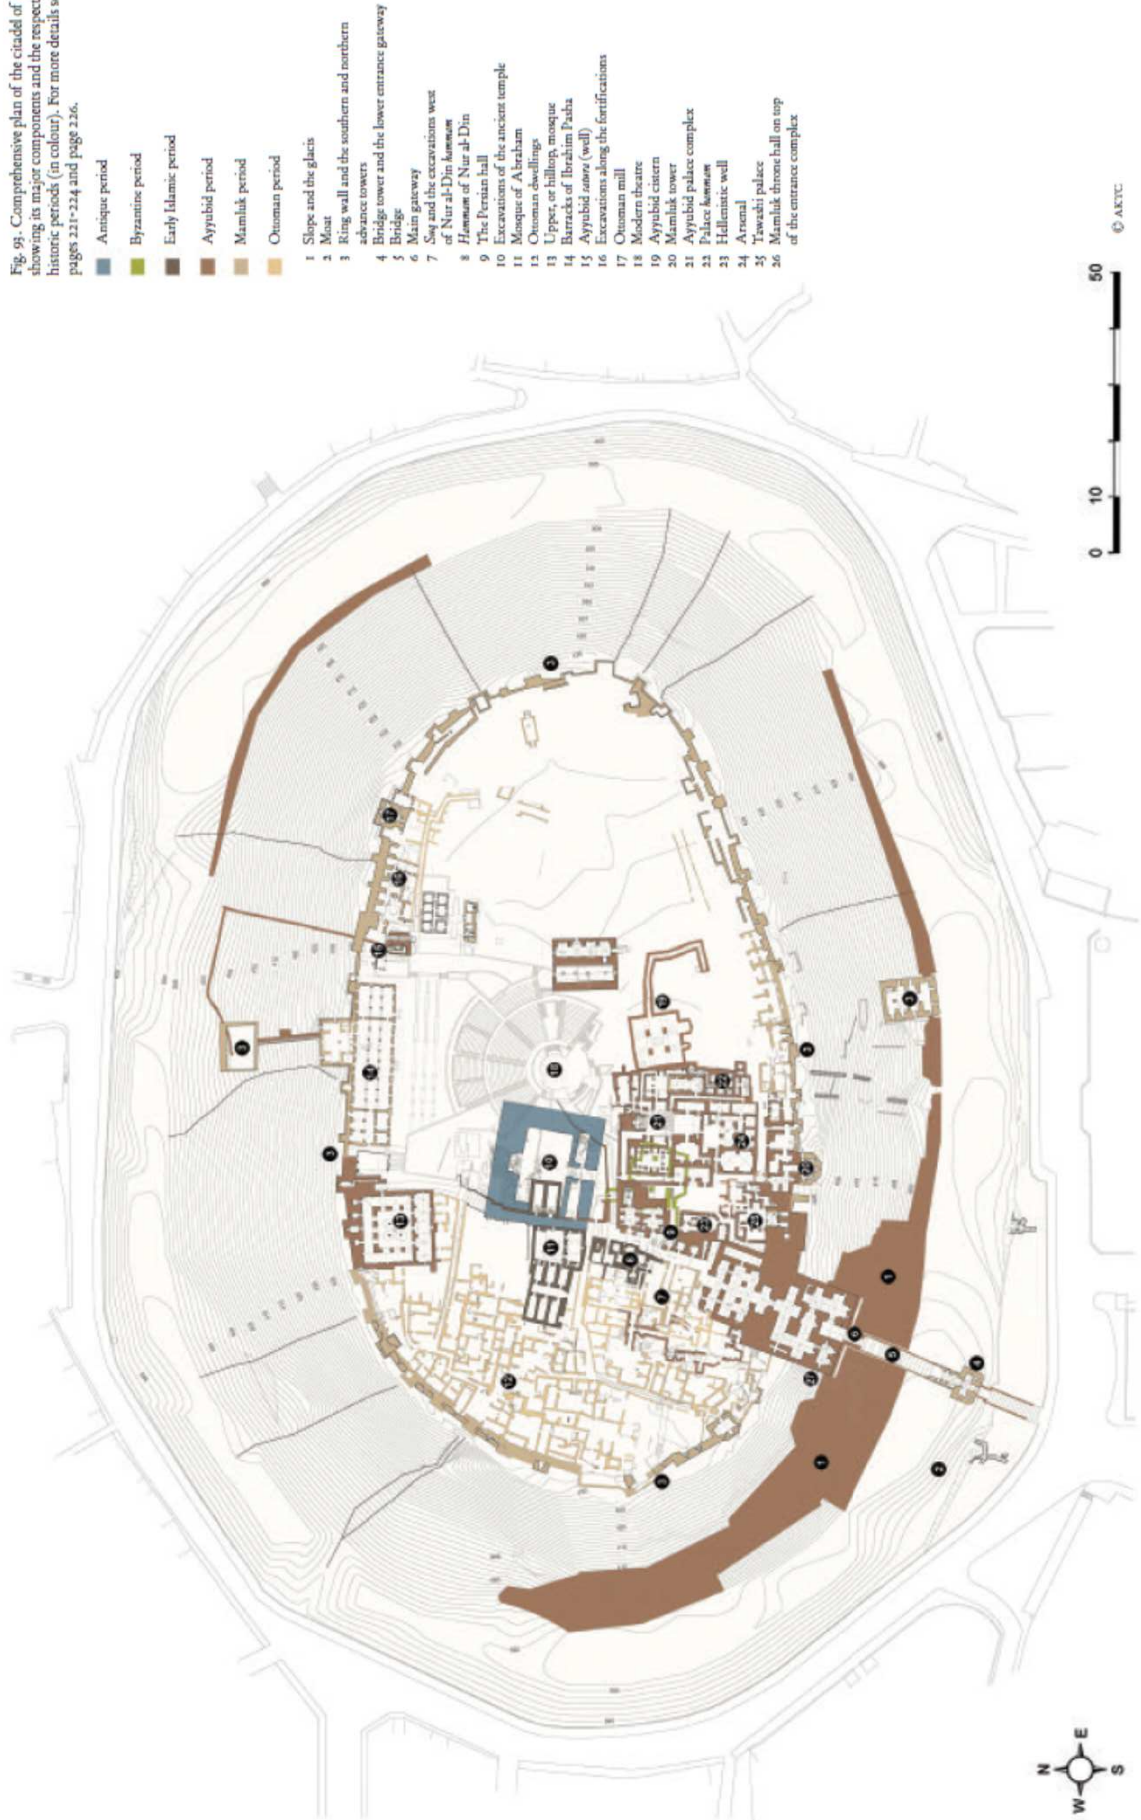 Fig. 93. Comprehensive plan of the citadel of
showing its major components and the
historic periods (in colour). For more details
pages 221-224 and page 226.
Antique period
Byzantine period
Early Islamic period
Ayyubid period
Mamluk period
Ottoman period
1 Slope and the glacis
2 Moat
3 Ring wall and the southern and northern
advance towers
4 Bridge tower and the lower entrance gateway
5 Bridge
6 Main gateway
7 Suq and the excavations west
of Nur al-Din hammam
8 Hammam of Nur al-Din
9 The Persian hall
10 Excavations of the ancient temple
11 Mosque of Abraham
12 Ottoman dwellings
13 Upper, or hilltop, mosque
14 Barracks of Ibrahim Pasha
15 Ayyubid satura (well)
16 Excavations along the fortifications
17 Ottoman mill
18 Modern theatre
19 Ayyubid cistern
20 Mamluk tower
21 Ayyubid palace complex
22 Palace hammam
23 Hellenistic well
24 Arsenal
25 Tawashi palace
26 Mamluk throne hall on top
of the entrance complex
0 10 50
© AKTC
N
W E
S